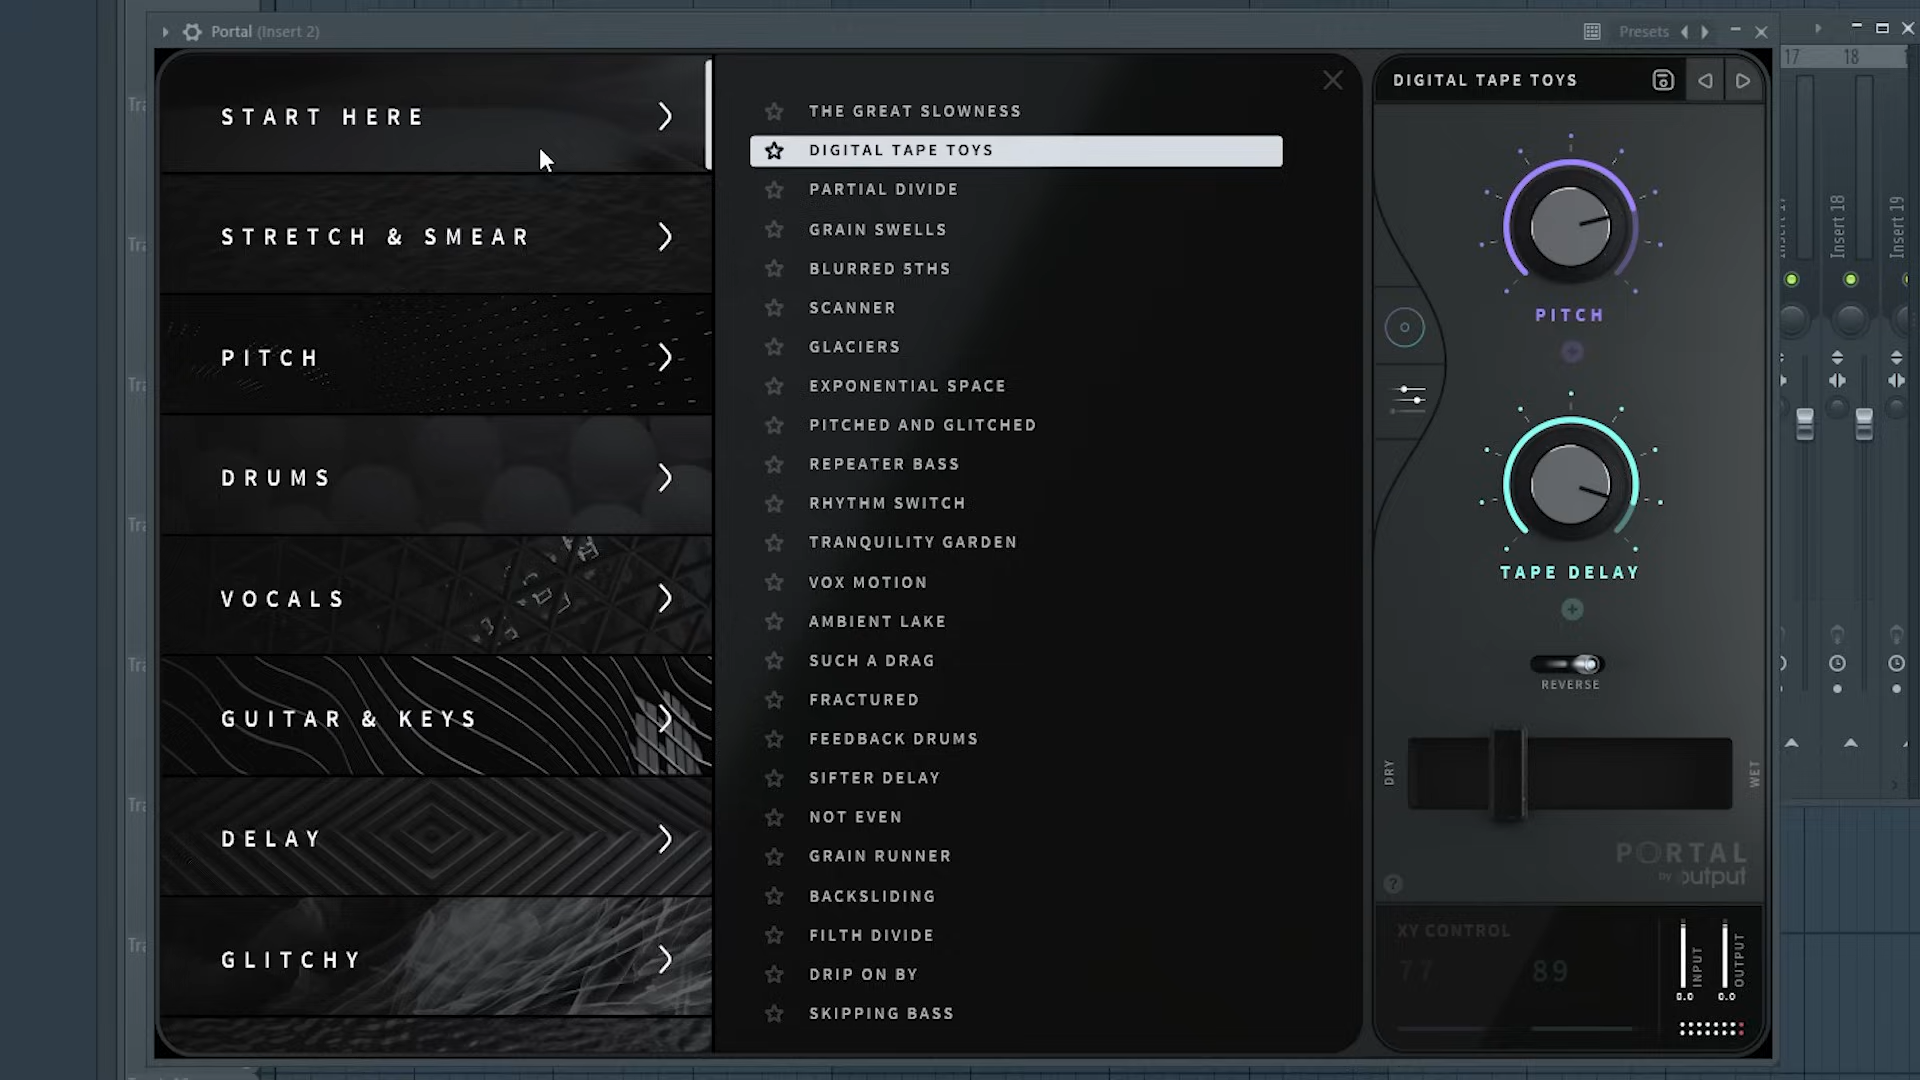 Portal (Insert 2)
Presets
17
18
START HERE
STRETCH & SMEAR
PITCH
DRUMS
VOCALS
GUITAR & KEYS
DELAY
GLITCHY
THE GREAT SLOWNESS
DIGITAL TAPE TOYS
PARTIAL DIVIDE
GRAIN SWELLS
BLURRED 5THS
SCANNER
GLACIERS
EXPONENTIAL SPACE
PITCHED AND GLITCHED
REPEATER BASS
RHYTHM SWITCH
TRANQUILITY GARDEN
VOX MOTION
AMBIENT LAKE
SUCH A DRAG
FRACTURED
FEEDBACK DRUMS
SIFTER DELAY
NOT EVEN
GRAIN RUNNER
BACKSLIDING
FILTH DIVIDE
DRIP ON BY
SKIPPING BASS
DIGITAL TAPE TOYS
PITCH
TAPE DELAY
REVERSE
DRY
WET
PORTAL
by output
?
XY CONTROL
77
89
INPUT
OUTPUT
0.0
0.0
Insert 18
Insert 19